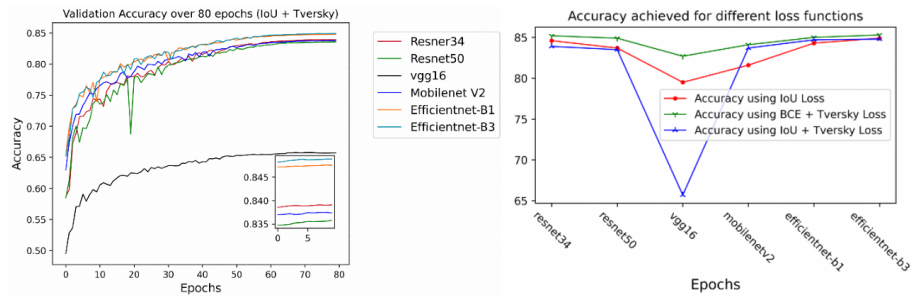 Validation Accuracy over 80 epochs (IoU + Tversky)
0.85
0.80
0.75
0.70
0.65
0.60
0.55
0.50
Accuracy
0 10 20 30 40 50 60 70 80
Epochs
0.845
0.840
0.835
0 5
Resner34
Resnet50
vgg16
Mobilenet V2
Efficientnet-B1
Efficientnet-B3
Accuracy achieved for different loss functions
85
80
75
70
65
Accuracy using IoU Loss
Accuracy using BCE + Tversky Loss
Accuracy using IoU + Tversky Loss
resnet34
resnet50
vgg16
mobilenetv2
efficientnet-b1
efficientnet-b3
Epochs